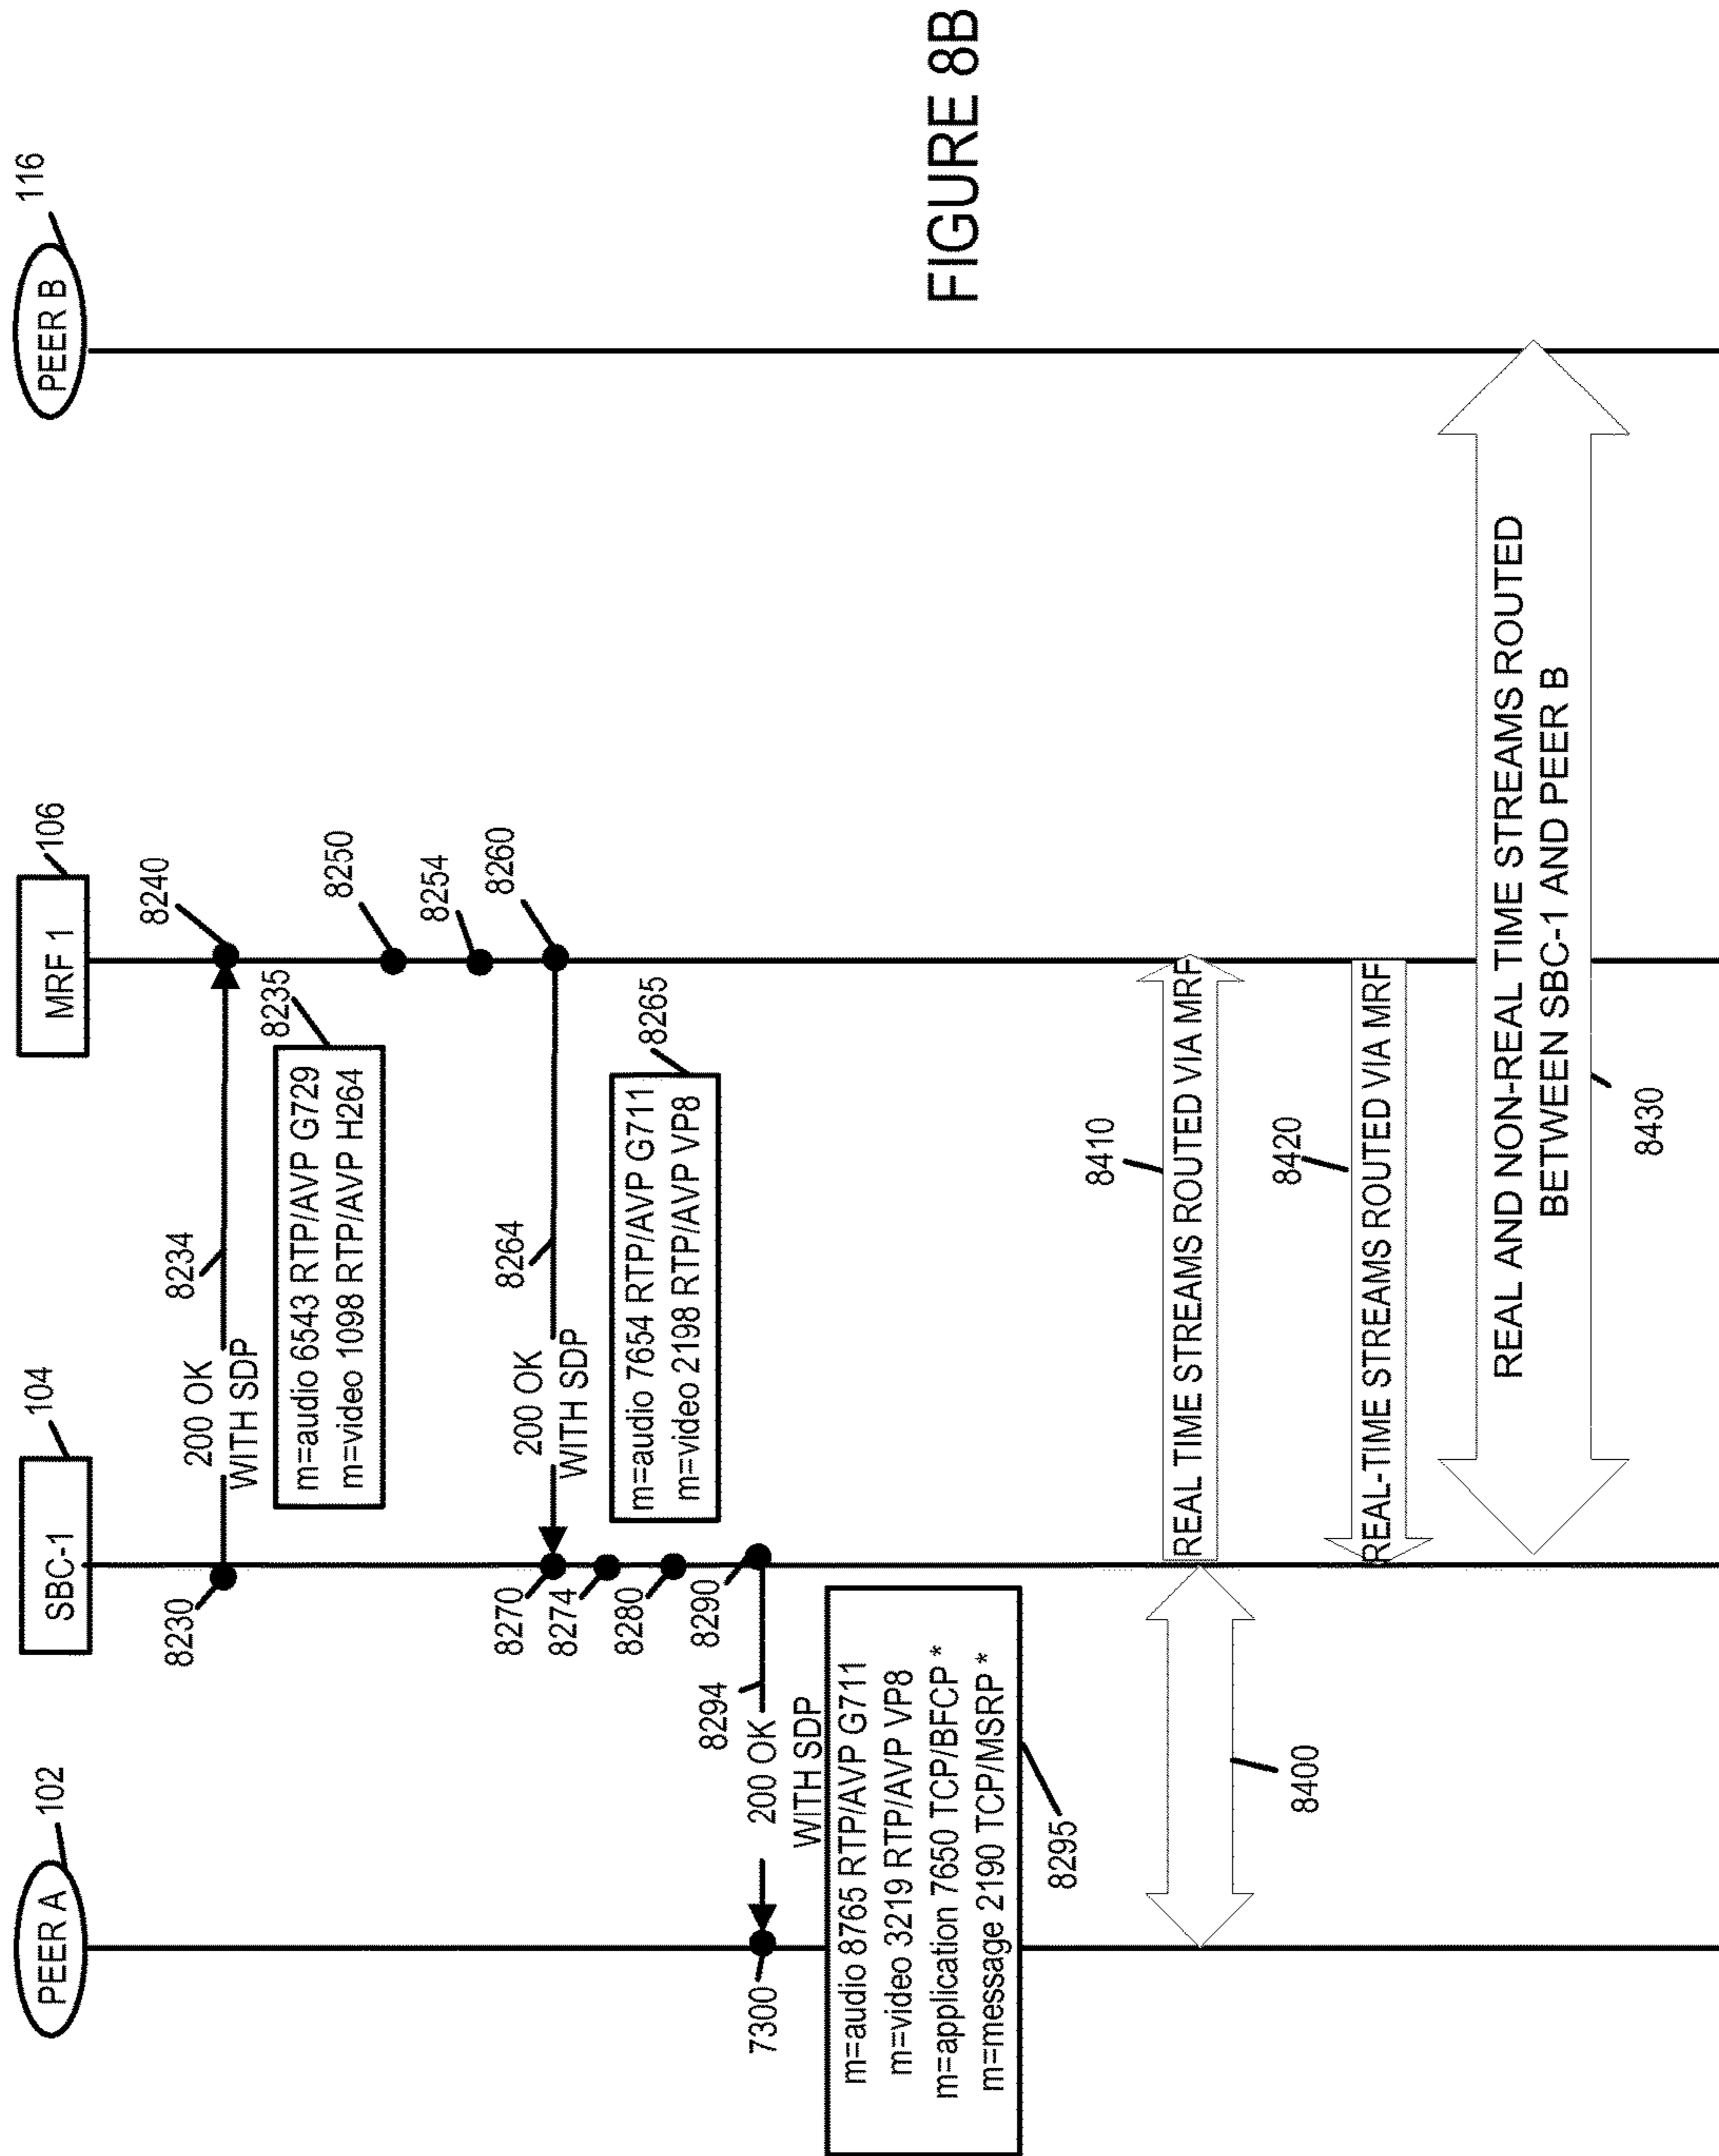 PEER A
102
SBC-1
104
MRF 1
106
PEER B
116
8230
200 OK
WITH SDP
8234
8240
8235
m=audio 6543 RTP/AVP G729
m=video 1098 RTP/AVP H264
8250
8254
8260
8264
200 OK
WITH SDP
8270
8265
m=audio 7654 RTP/AVP G711
m=video 2198 RTP/AVP VP8
8274
8280
8290
8294
200 OK
WITH SDP
7300
m=audio 8765 RTP/AVP G711
m=video 3219 RTP/AVP VP8
m=application 7650 TCP/BFCP *
m=message 2190 TCP/MSRP *
8295
8400
8410
REAL TIME STREAMS ROUTED VIA MRF
8420
REAL-TIME STREAMS ROUTED VIA MRF
REAL AND NON-REAL TIME STREAMS ROUTED
BETWEEN SBC-1 AND PEER B
8430
FIGURE 8B